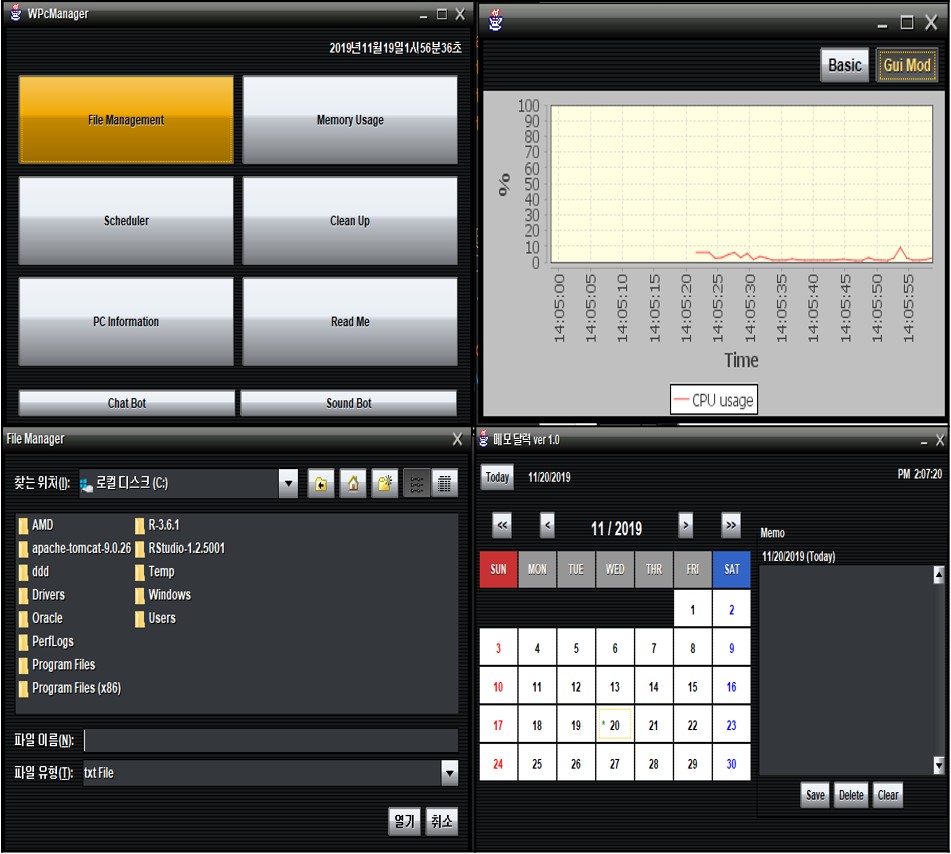 WPcManager
2019년11월19일1시56분36초
File Management
Memory Usage
Scheduler
Clean Up
PC Information
Read Me
Chat Bot
Sound Bot
Basic
Gui Mod
100
90
80
70
60
50
40
30
20
10
0
%
14:05:00
14:05:05
14:05:10
14:05:15
14:05:20
14:05:25
14:05:30
14:05:35
14:05:40
14:05:45
14:05:50
14:05:55
Time
CPU usage
File Manager
찾는 위치(I):
로컬 디스크 (C:)
AMD
apache-tomcat-9.0.26
ddd
Drivers
Oracle
PerfLogs
Program Files
Program Files (x86)
R-3.6.1
RStudio-1.2.5001
Temp
Windows
Users
파일 이름(N):
파일 유형(T):
txt File
열기
취소
메모달력 ver 1.0
Today
11/20/2019
PM 2:07:20
<<
<
11 / 2019
>
>>
SUN MON TUE WED THR FRI SAT
1 2
3 4 5 6 7 8 9
10 11 12 13 14 15 16
17 18 19 * 20 21 22 23
24 25 26 27 28 29 30
Memo
11/20/2019 (Today)
Save
Delete
Clear